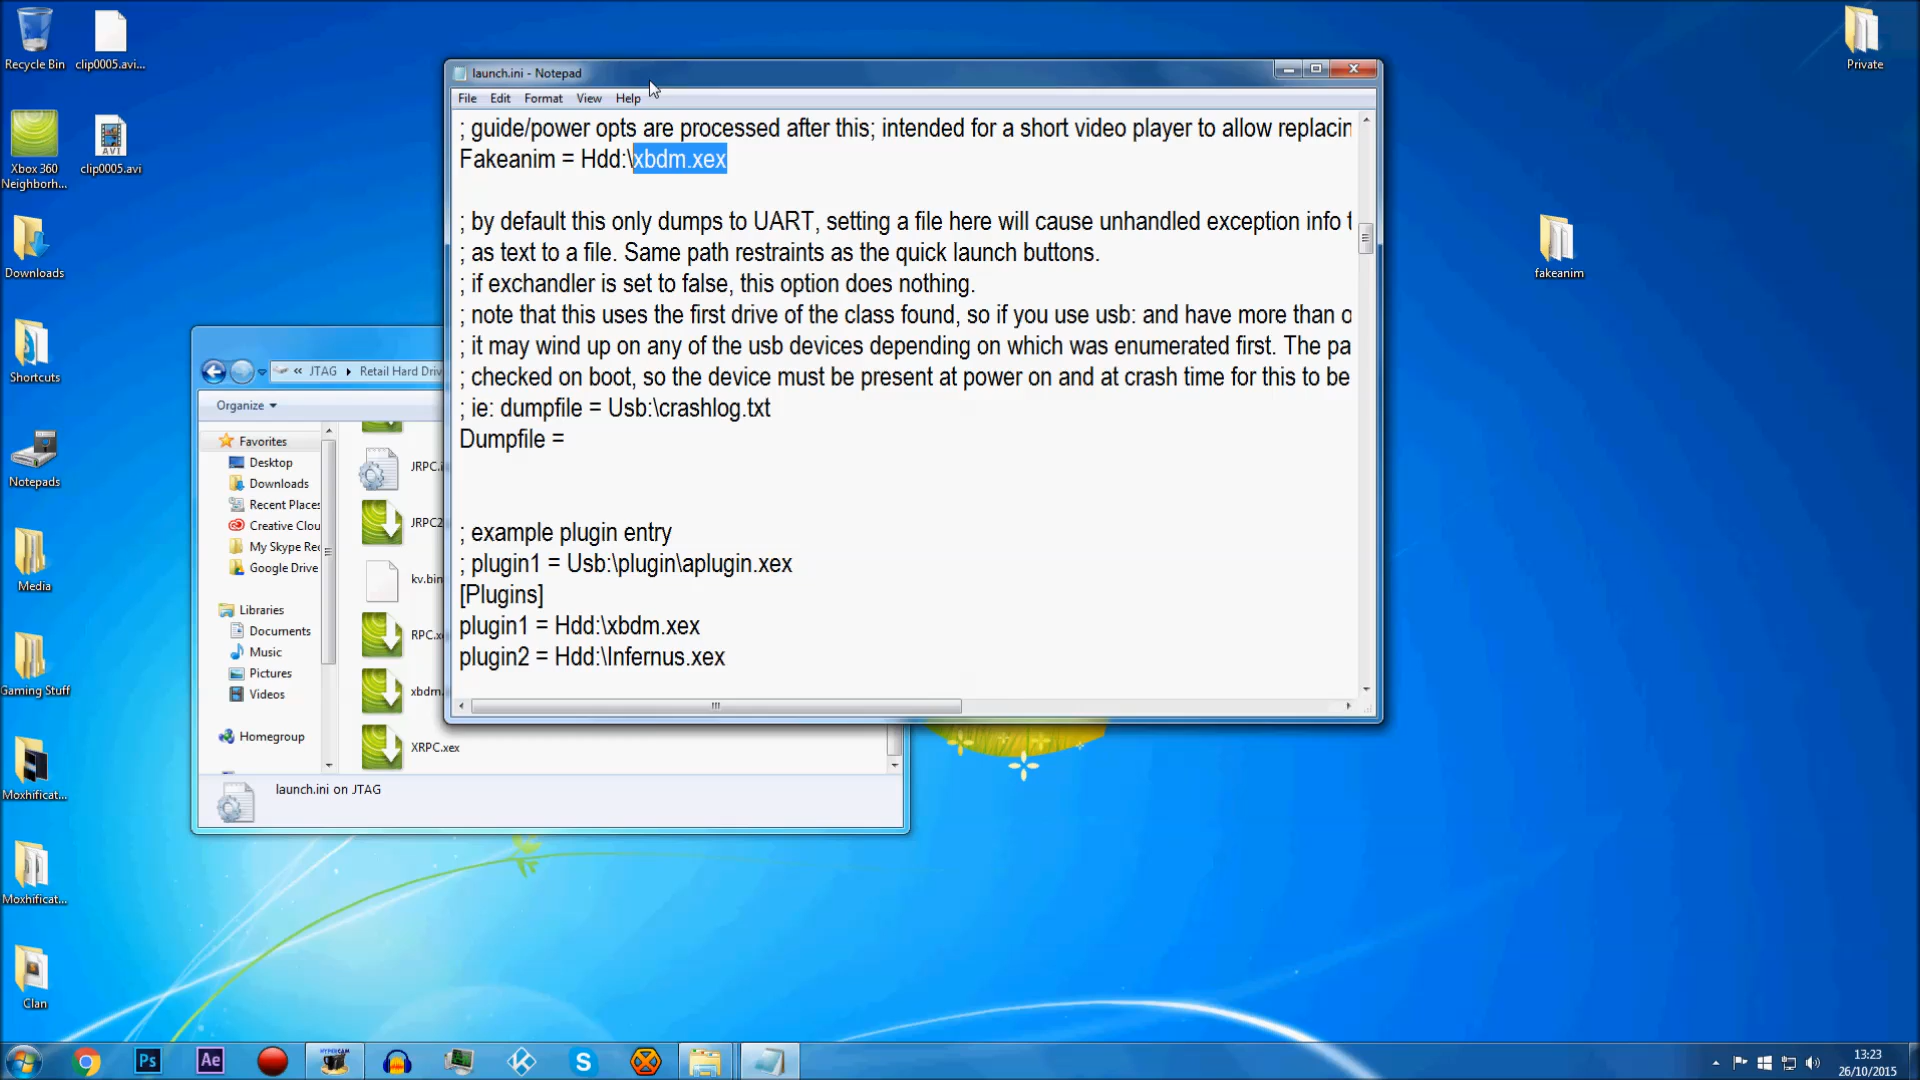 Recycle Bin
clip0005.avi...
Xbox 360
Neighborh...
clip0005.avi
Downloads
Shortcuts
Notepads
Media
Gaming Stuff
Moxhificat...
Moxhificat...
Clan
Private
fakeanim
launch.ini - Notepad
File Edit Format View Help
; guide/power opts are processed after this; intended for a short video player to allow replacin
Fakeanim = Hdd:\xbdm.xex
; by default this only dumps to UART, setting a file here will cause unhandled exception info t
; as text to a file. Same path restraints as the quick launch buttons.
; if exchandler is set to false, this option does nothing.
; note that this uses the first drive of the class found, so if you use usb: and have more than o
; it may wind up on any of the usb devices depending on which was enumerated first. The pa
; checked on boot, so the device must be present at power on and at crash time for this to be
; ie: dumpfile = Usb:\crashlog.txt
Dumpfile =
; example plugin entry
; plugin1 = Usb:\plugin\aplugin.xex
[Plugins]
plugin1 = Hdd:\xbdm.xex
plugin2 = Hdd:\Infernus.xex
« JTAG Retail Hard Driv
Organize
Favorites
Desktop
Downloads
Recent Places
Creative Clou
My Skype Rec
Google Drive
Libraries
Documents
Music
Pictures
Videos
Homegroup
JRPC.i
JRPC2
kv.bin
RPC.xe
xbdm.
XRPC.xex
launch.ini on JTAG
Ps
Ae
HYPERCAM
S
13:23
26/10/2015